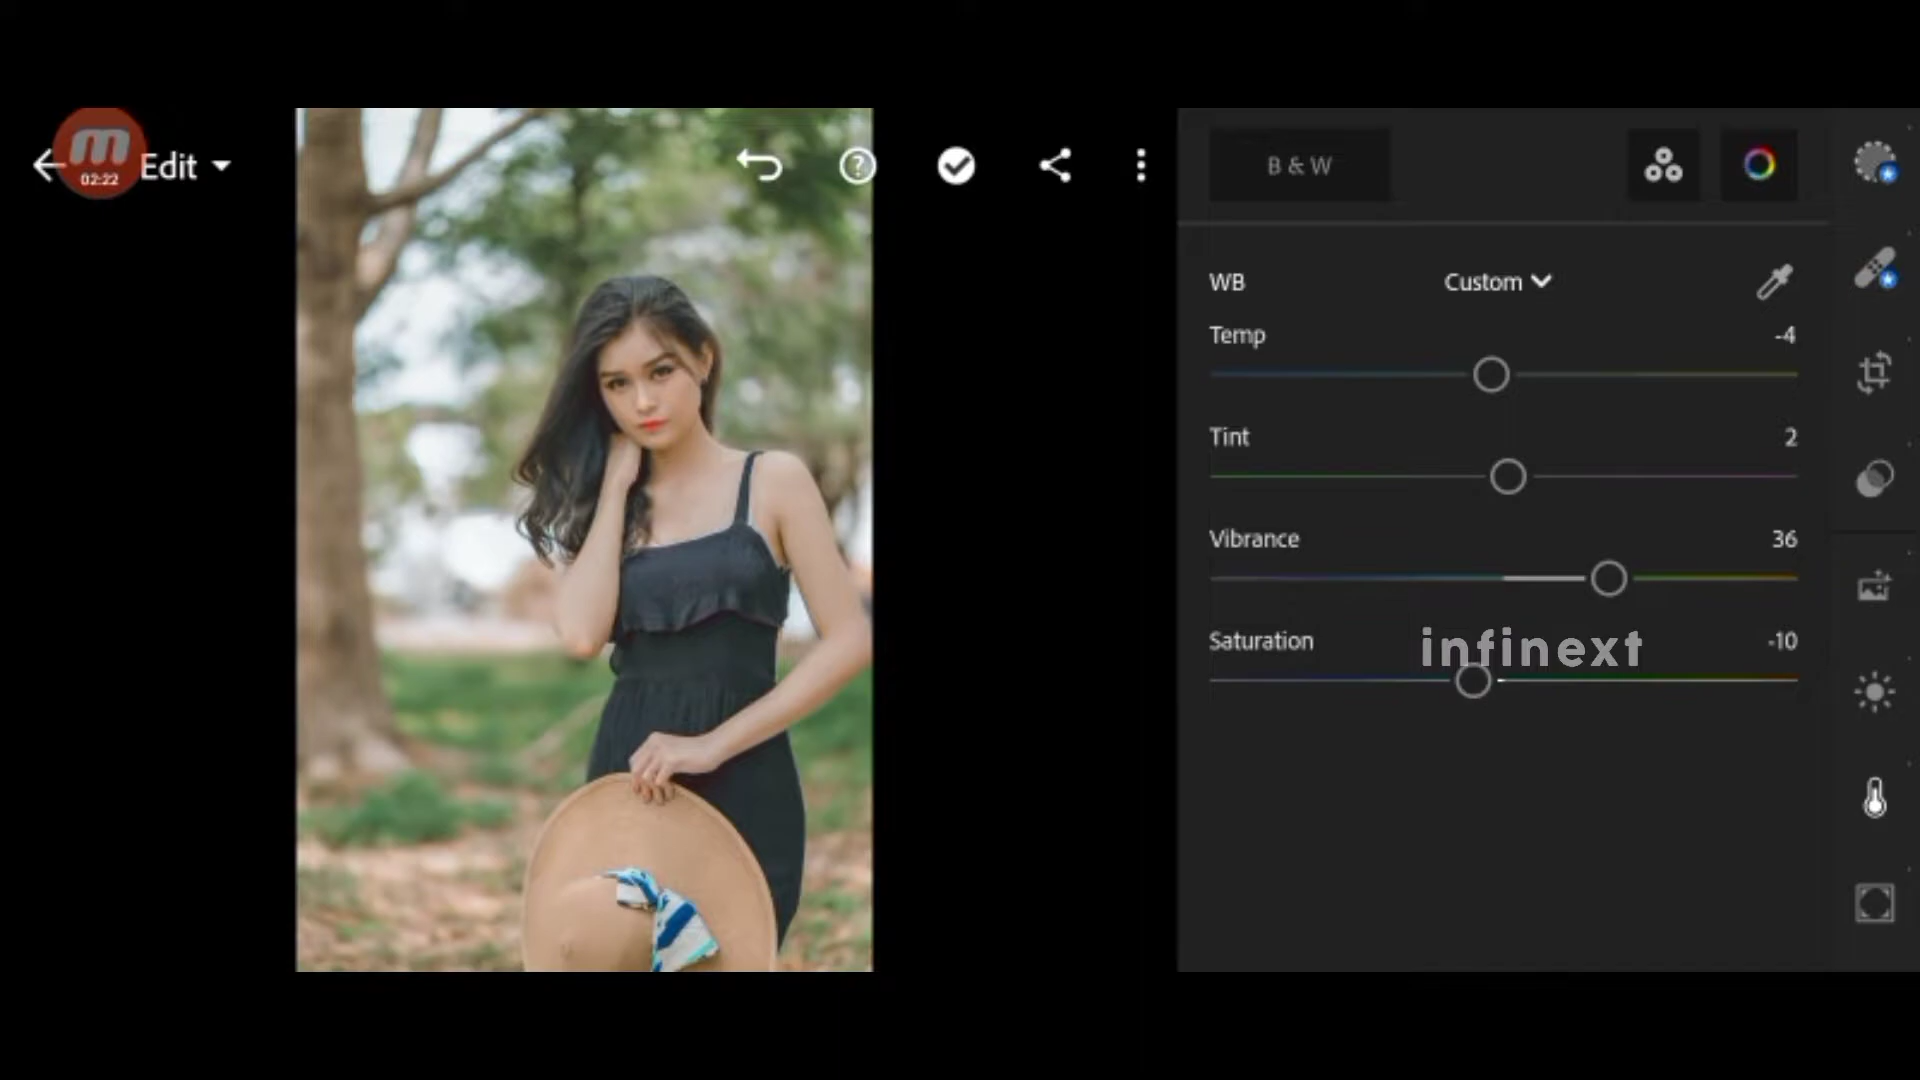 m
02:22
Edit
B & W
WB
Custom
Temp
-4
Tint
2
Vibrance
36
Saturation
-10
infinext